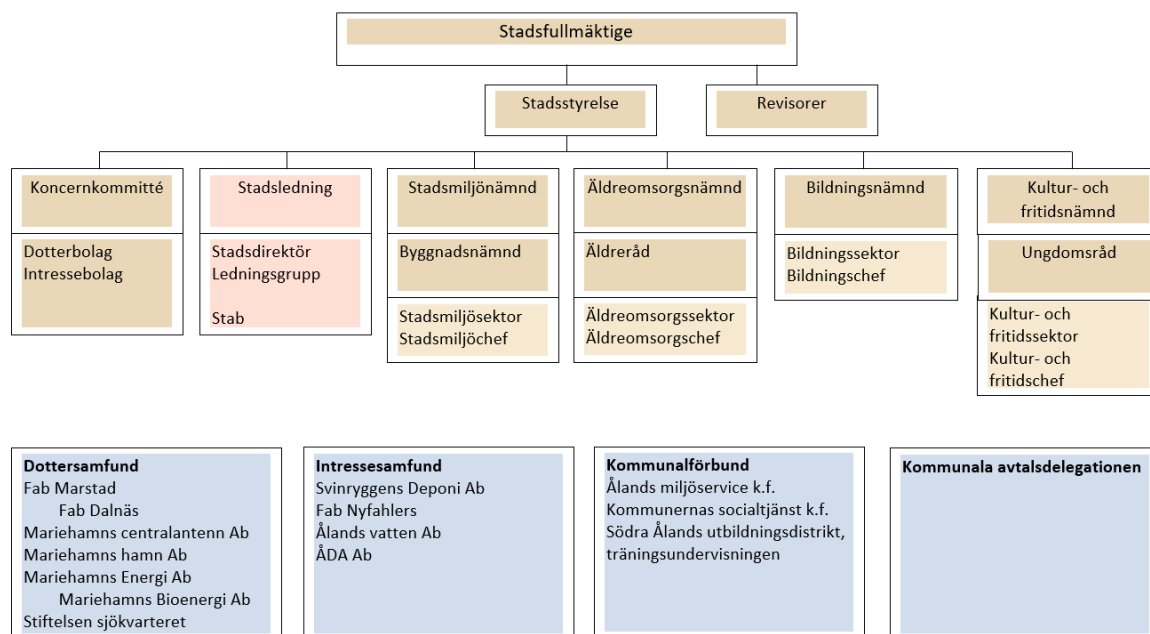 Stadsfullmäktige
Stadsstyrelse
Revisorer
Koncernkommitté
Dotterbolag
Intressebolag
Stadsledning
Stadsdirektör
Ledningsgrupp
Stab
Stadsmiljönämnd
Byggnadsnämnd
Stadsmiljösektor
Stadsmiljöchef
Äldreomsorgsnämnd
Äldreråd
Äldreomsorgssektor
Äldreomsorgschef
Bildningsnämnd
Bildningssektor
Bildningschef
Kultur- och
fritidsnämnd
Ungdomsråd
Kultur- och
fritidssektor
Kultur- och
fritidschef
Dottersamfund
Fab Marstad
Fab Dalnäs
Mariehamns centralantenn Ab
Mariehamns hamn Ab
Mariehamns Energi Ab
Mariehamns Bioenergi Ab
Stiftelsen sjökvarteret
Intressesamfund
Svinryggens Deponi Ab
Fab Nyfahlers
Ålands vatten Ab
ÅDA Ab
Kommunalförbund
Ålands miljöservice k.f.
Kommunernas socialtjänst k.f.
Södra Ålands utbildningsdistrikt,
träningsundervisningen
Kommunala avtalsdelegationen